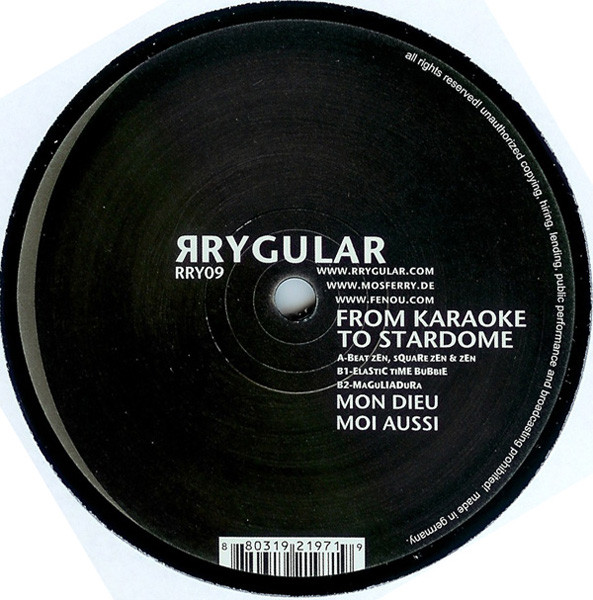 ЯRYGULAR
RRY09
WWW.RRYGULAR.COM
WWW.MOSFERRY.DE
WWW.FENOU.COM
FROM KARAOKE
TO STARDOME
A-BEAT ZEN, SQUARE ZEN & ZEN
B1-ELASTIC TIME BUBBLE
B2-MAGULIADURA
MON DIEU
MOI AUSSI
all rights reserved! unauthorized copying, hiring, lending, public performance and broadcasting prohibited! made in germany.
8 80319 21971 9